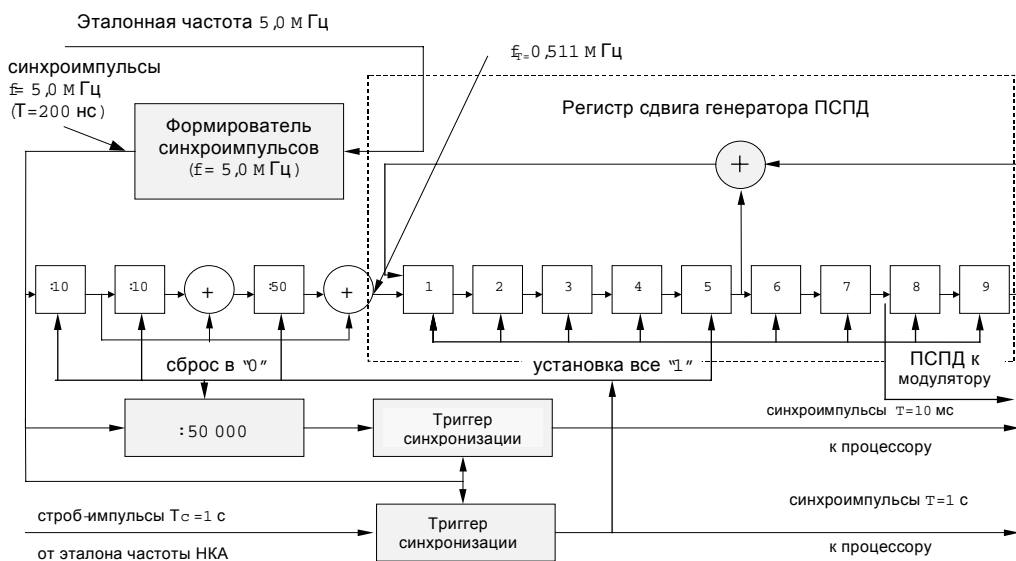 Эталонная частота 5,0 МГц
синхроимпульсы
f= 5,0 МГц
(T=200 нс)
fT=0,511 МГц
Формирователь
синхроимпульсов
(f= 5,0 МГц)
Регистр сдвига генератора ПСПД
+
:10
:10
+
:50
+
1
2
3
4
5
6
7
8
9
сброс в "0"
установка все "1"
ПСПД к
модулятору
:50 000
Триггер
синхронизации
синхроимпульсы T=10 мс
к процессору
строб-импульсы Tc=1 с
от эталона частоты НКА
Триггер
синхронизации
синхроимпульсы T=1 с
к процессору